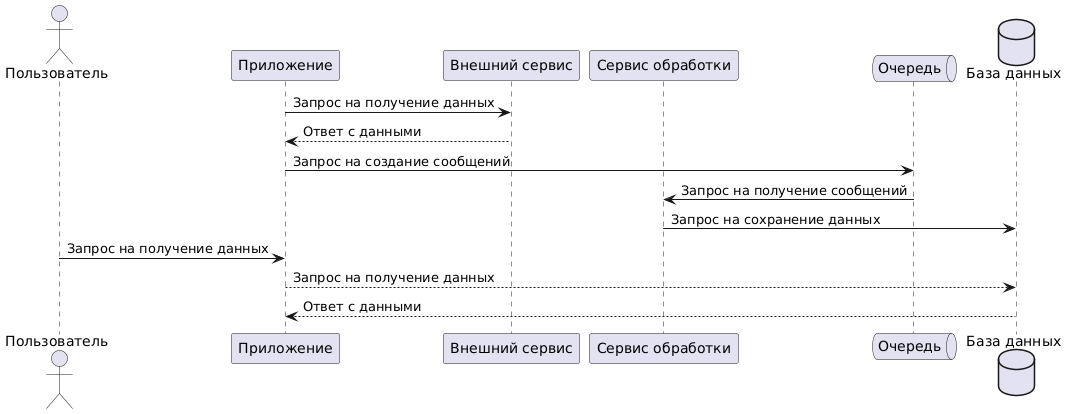 Пользователь
Приложение
Внешний сервис
Сервис обработки
Очередь
База данных
Запрос на получение данных
Ответ с данными
Запрос на создание сообщений
Запрос на получение сообщений
Запрос на сохранение данных
Запрос на получение данных
Запрос на получение данных
Ответ с данными
Пользователь
Приложение
Внешний сервис
Сервис обработки
Очередь
База данных